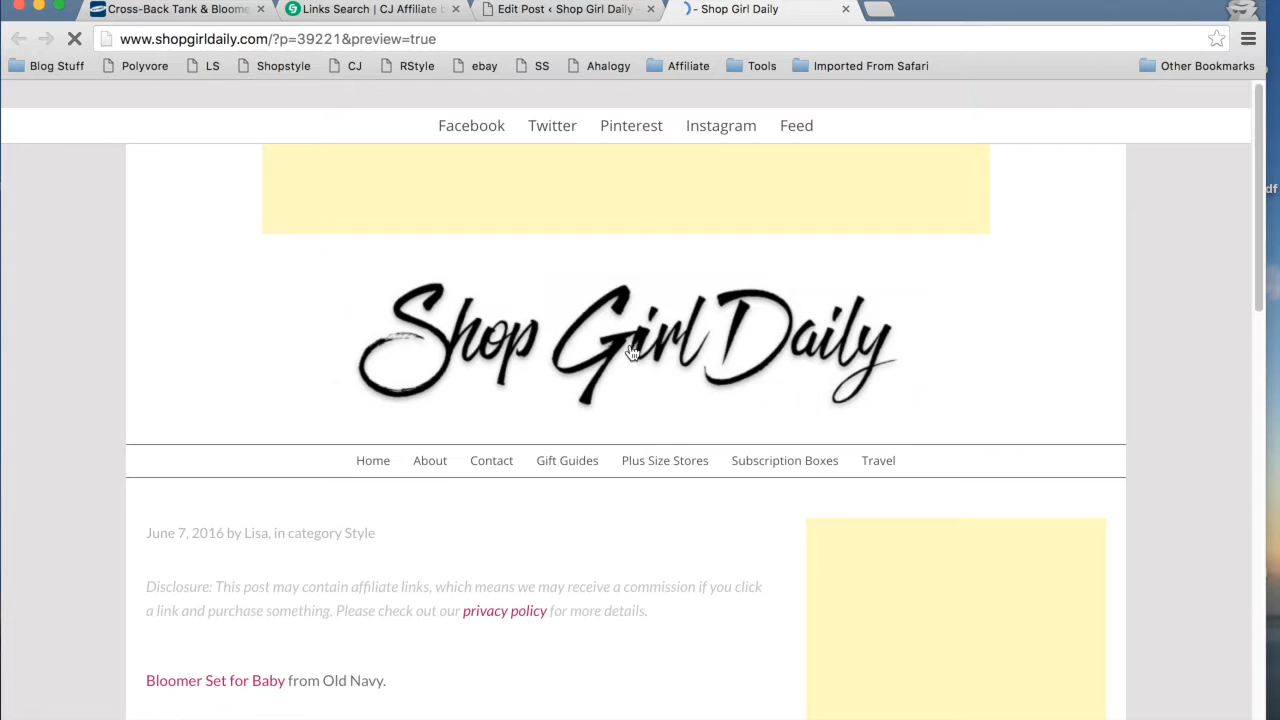 Cross-Back Tank & Bloome
Links Search | CJ Affiliate b
Edit Post ‹ Shop Girl Daily -
- Shop Girl Daily
www.shopgirldaily.com/?p=39221&preview=true
Blog Stuff Polyvore LS Shopstyle CJ RStyle ebay SS Ahalogy Affiliate Tools Imported From Safari Other Bookmarks
Facebook Twitter Pinterest Instagram Feed
df
Shop Girl Daily
Home About Contact Gift Guides Plus Size Stores Subscription Boxes Travel
June 7, 2016 by Lisa, in category Style
Disclosure: This post may contain affiliate links, which means we may receive a commission if you click
a link and purchase something. Please check out our privacy policy for more details.
Bloomer Set for Baby from Old Navy.